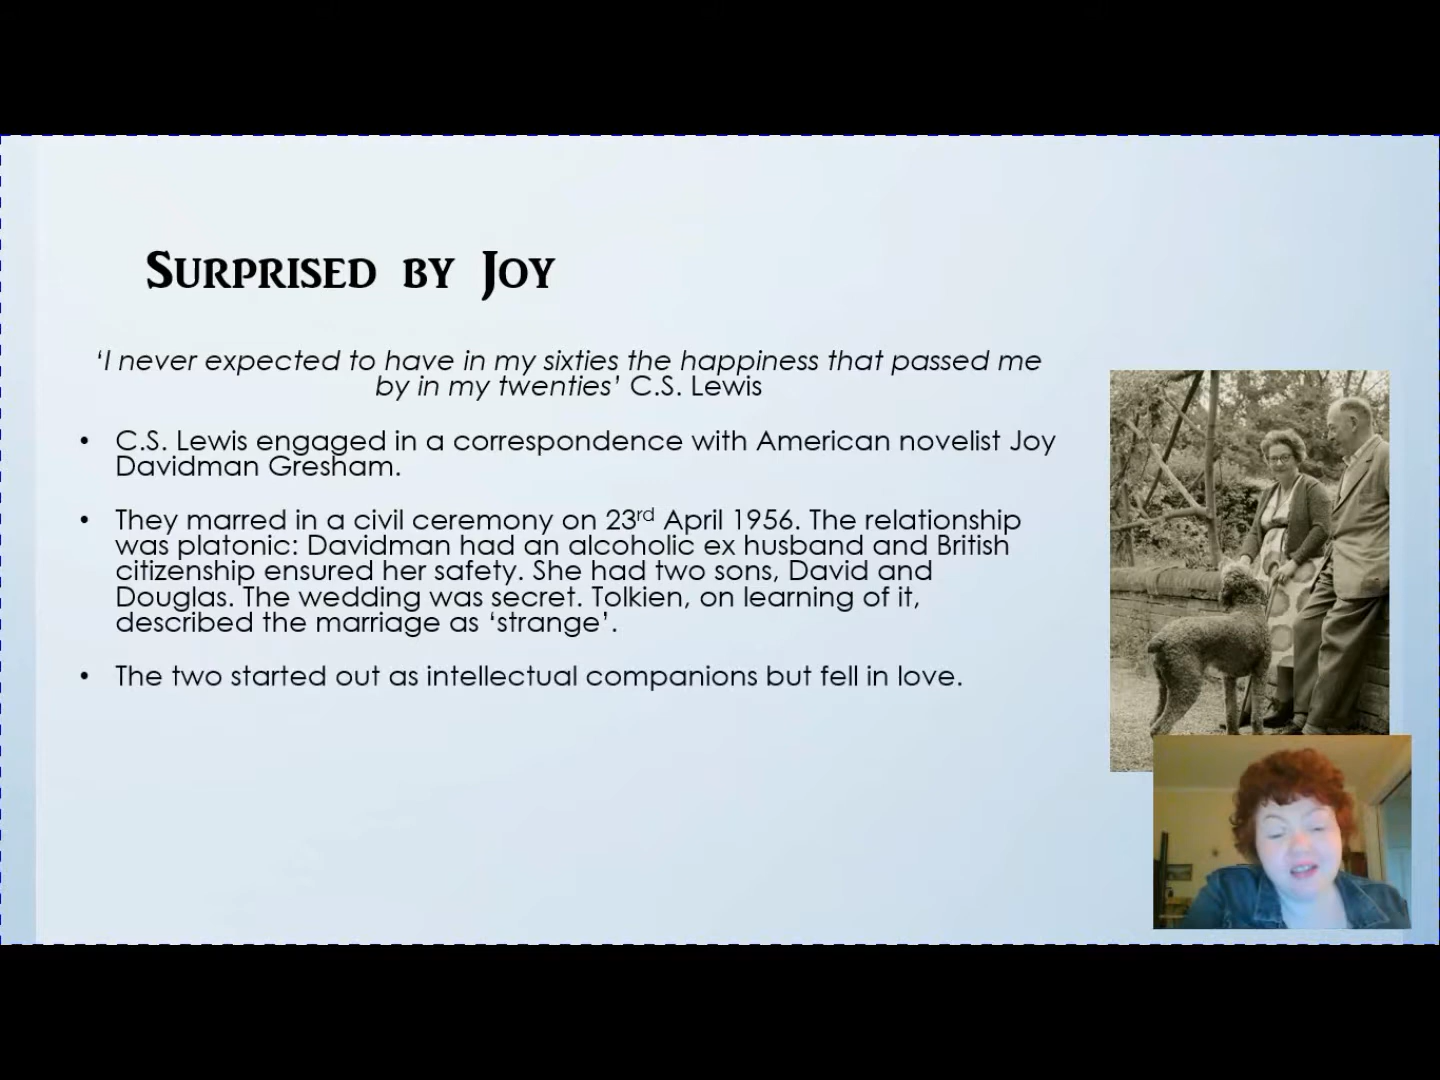 Surprised by Joy
‘I never expected to have in my sixties the happiness that passed me
by in my twenties’ C.S. Lewis
• C.S. Lewis engaged in a correspondence with American novelist Joy
Davidman Gresham.
• They marred in a civil ceremony on 23rd April 1956. The relationship
was platonic: Davidman had an alcoholic ex husband and British
citizenship ensured her safety. She had two sons, David and
Douglas. The wedding was secret. Tolkien, on learning of it,
described the marriage as ‘strange’.
• The two started out as intellectual companions but fell in love.